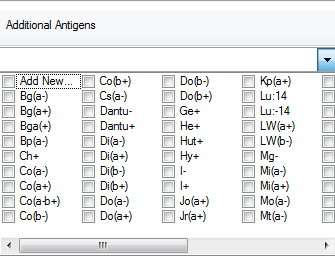 Additional Antigens
Add New... Co(b+) Do(b-) Kp(a+)
Bg(a-) Cs(a-) Do(b+) Lu:14
Bg(a+) Dantu- Ge+ Lu:-14
Bga(+) Dantu+ He+ LW(a+)
Bp(a-) Di(a-) Hut+ LW(b-)
Ch+ Di(a+) Hy+ Mg-
Co(a-) Di(b-) I- Mi(a-)
Co(a+) Di(b+) I+ Mi(a+)
Co(a-b+) Do(a-) Jo(a+) Mo(a-)
Co(b-) Do(a+) Jr(a+) Mt(a-)